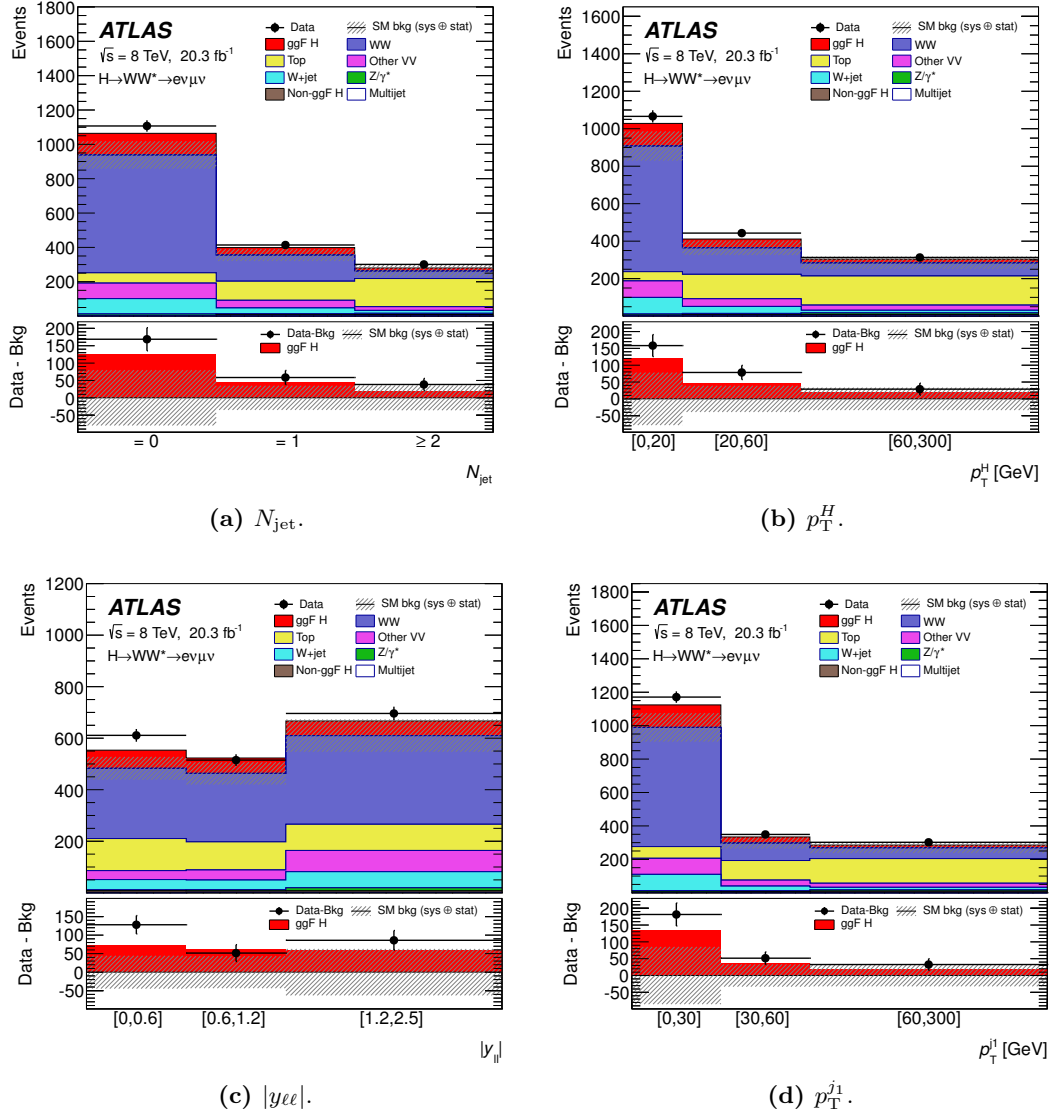 Events
1800
1600
1400
1200
1000
800
600
400
200
ATLAS
√s = 8 TeV, 20.3 fb⁻¹
H→WW*→eνμν
Data
SM bkg (sys ⊕ stat)
ggF H
WW
Top
Other VV
W+jet
Z/γ*
Non-ggF H
Multijet
Data - Bkg
200
150
100
50
0
-50
Data-Bkg
SM bkg (sys ⊕ stat)
ggF H
= 0
= 1
≥ 2
N_jet
(a) N_jet.
Events
1600
1400
1200
1000
800
600
400
200
ATLAS
√s = 8 TeV, 20.3 fb⁻¹
H→WW*→eνμν
Data
SM bkg (sys ⊕ stat)
ggF H
WW
Top
Other VV
W+jet
Z/γ*
Non-ggF H
Multijet
Data - Bkg
200
150
100
50
0
-50
Data-Bkg
SM bkg (sys ⊕ stat)
ggF H
[0,20]
[20,60]
[60,300]
p_T^H [GeV]
(b) p_T^H.
Events
1200
1000
800
600
400
200
ATLAS
√s = 8 TeV, 20.3 fb⁻¹
H→WW*→eνμν
Data
SM bkg (sys ⊕ stat)
ggF H
WW
Top
Other VV
W+jet
Z/γ*
Non-ggF H
Multijet
Data - Bkg
150
100
50
0
-50
Data-Bkg
SM bkg (sys ⊕ stat)
ggF H
[0,0.6]
[0.6,1.2]
[1.2,2.5]
|y_ll|
(c) |y_ℓℓ|.
Events
1800
1600
1400
1200
1000
800
600
400
200
ATLAS
√s = 8 TeV, 20.3 fb⁻¹
H→WW*→eνμν
Data
SM bkg (sys ⊕ stat)
ggF H
WW
Top
Other VV
W+jet
Z/γ*
Non-ggF H
Multijet
Data - Bkg
200
150
100
50
0
-50
Data-Bkg
SM bkg (sys ⊕ stat)
ggF H
[0,30]
[30,60]
[60,300]
p_T^j1 [GeV]
(d) p_T^j1.